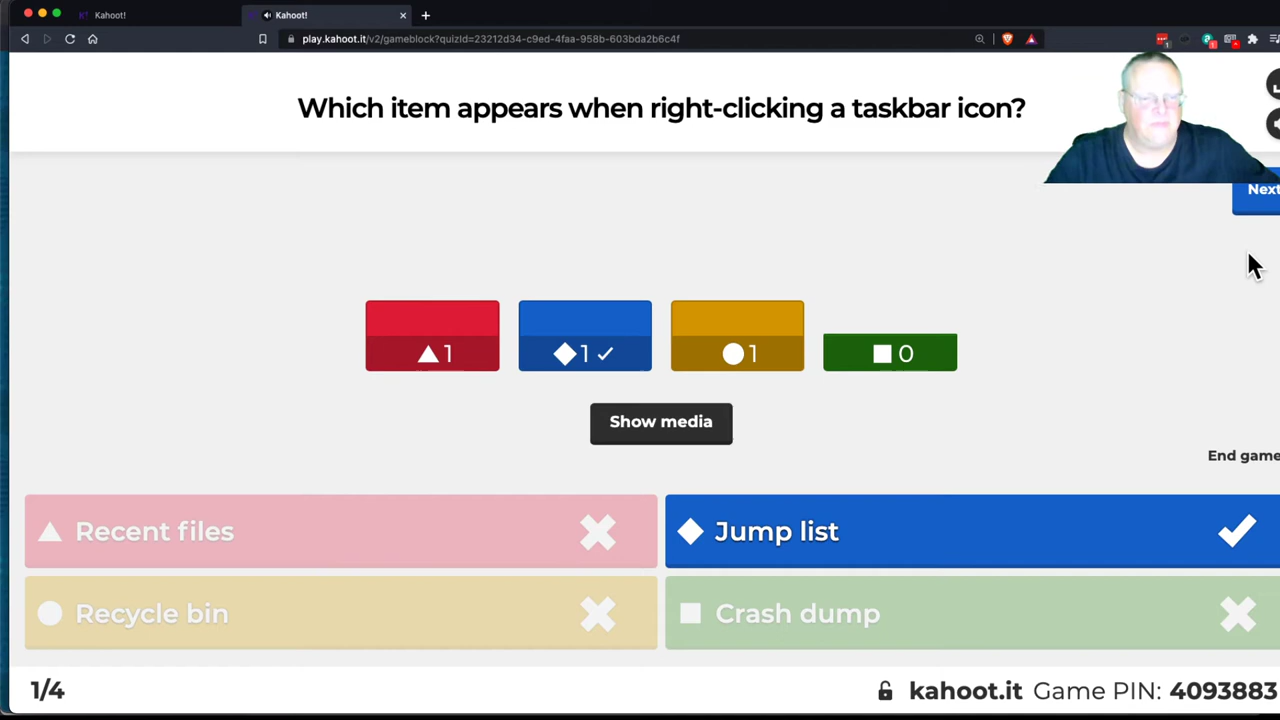 Kahoot!
Kahoot!
play.kahoot.it/v2/gameblock?quizId=23212d34-c9ed-4faa-958b-603bda2b6c4f
Which item appears when right-clicking a taskbar icon?
Next
1
1
1
0
Show media
End game
Recent files
Jump list
Recycle bin
Crash dump
1/4
kahoot.it Game PIN: 4093883